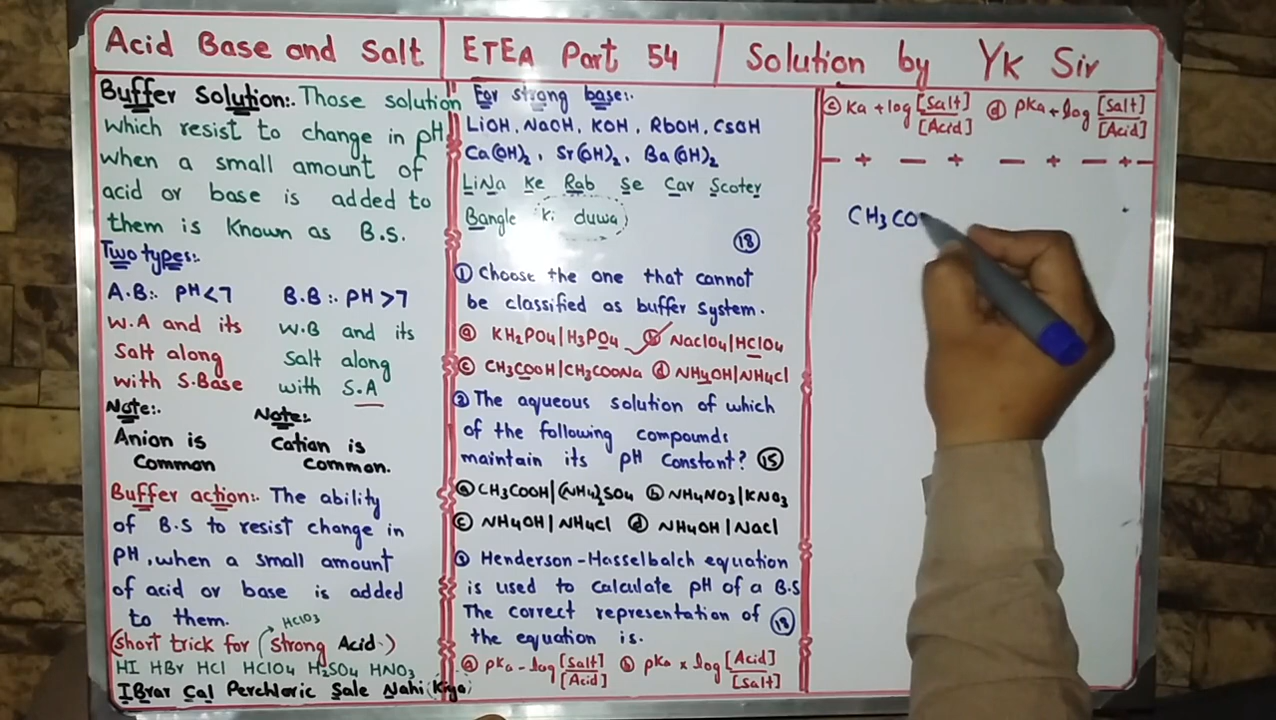 Acid Base and Salt
ETEA Part 54
Solution by YK Sir
Buffer Solution:. Those solution
which resist to change in pH
when a small amount of
acid or base is added to
them is Known as B.S.
Two types:.
A.B:. pH<7
B.B:. pH>7
W.A and its
Salt along
with S.Base
W.B and its
Salt along
with S.A
Note:.
Anion is
Common
Note:.
Cation is
Common.
Buffer action:. The ability
of B.S to resist change in
pH, when a small amount
of acid or base is added
to them.
HClO3
(short trick for strong Acid.)
HI HBr HCl HClO4 H2SO4 HNO3
IBrar Cal Perchloric Sale Nahi (Kiya)
For strong base:.
LiOH, NaOH, KOH, RbOH, CsOH
Ca(OH)2, Sr(OH)2, Ba(OH)2
LiNa Ke Rab Se Car Scoter
Bangle ki duwa
(18)
① Choose the one that cannot
be classified as buffer system.
ⓐ KH2PO4|H3PO4 ⓑ NaClO4|HClO4
ⓒ CH3COOH|CH3COONa ⓓ NH4OH|NH4Cl
② The aqueous solution of which
of the following compounds
maintain its pH Constant? (15)
ⓐ CH3COOH|(NH4)2SO4 ⓑ NH4NO3|KNO3
ⓒ NH4OH|NH4Cl ⓓ NH4OH|NaCl
③ Henderson-Hasselbalch equation
is used to calculate pH of a B.S
The correct representation of
the equation is.
ⓐ pKa - log [Salt]/[Acid] ⓑ pKa x log [Acid]/[Salt]
ⓒ Ka + log [Salt]/[Acid] ⓓ pKa + log [Salt]/[Acid]
— + — + — + — + —
CH3CO